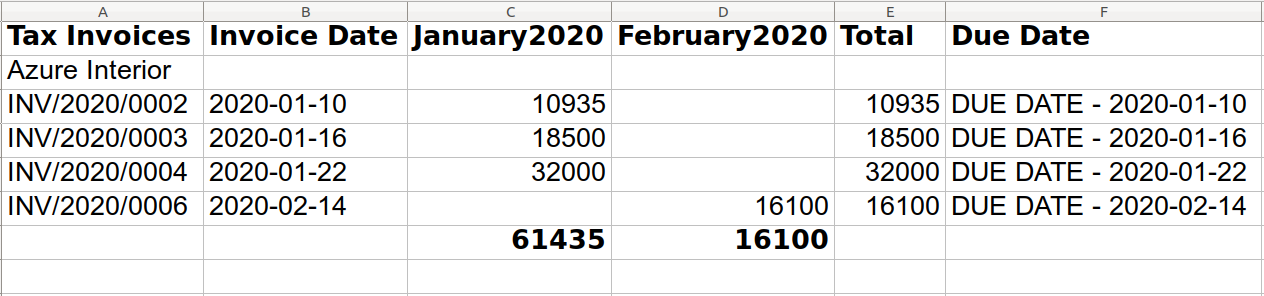 A B C D E F
Tax Invoices Invoice Date January2020 February2020 Total Due Date
Azure Interior
INV/2020/0002 2020-01-10 10935 10935 DUE DATE - 2020-01-10
INV/2020/0003 2020-01-16 18500 18500 DUE DATE - 2020-01-16
INV/2020/0004 2020-01-22 32000 32000 DUE DATE - 2020-01-22
INV/2020/0006 2020-02-14 16100 16100 DUE DATE - 2020-02-14
61435 16100